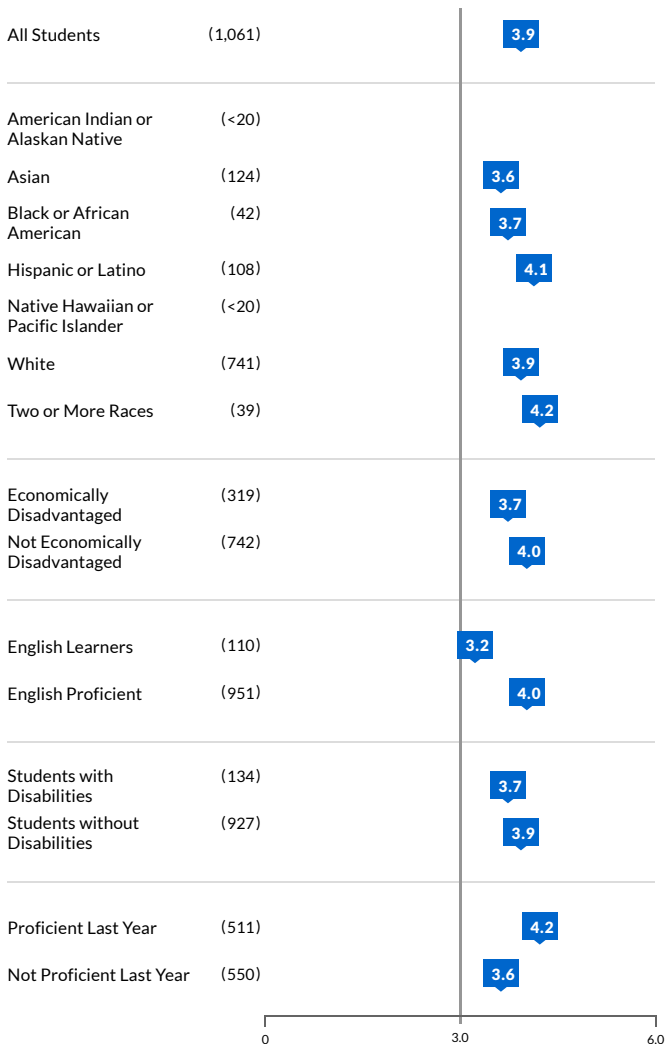 All Students (1,061) 3.9
American Indian or (<20)
Alaskan Native
Asian (124) 3.6
Black or African (42) 3.7
American
Hispanic or Latino (108) 4.1
Native Hawaiian or (<20)
Pacific Islander
White (741) 3.9
Two or More Races (39) 4.2
Economically (319) 3.7
Disadvantaged
Not Economically (742) 4.0
Disadvantaged
English Learners (110) 3.2
English Proficient (951) 4.0
Students with (134) 3.7
Disabilities
Students without (927) 3.9
Disabilities
Proficient Last Year (511) 4.2
Not Proficient Last Year (550) 3.6
0 3.0 6.0